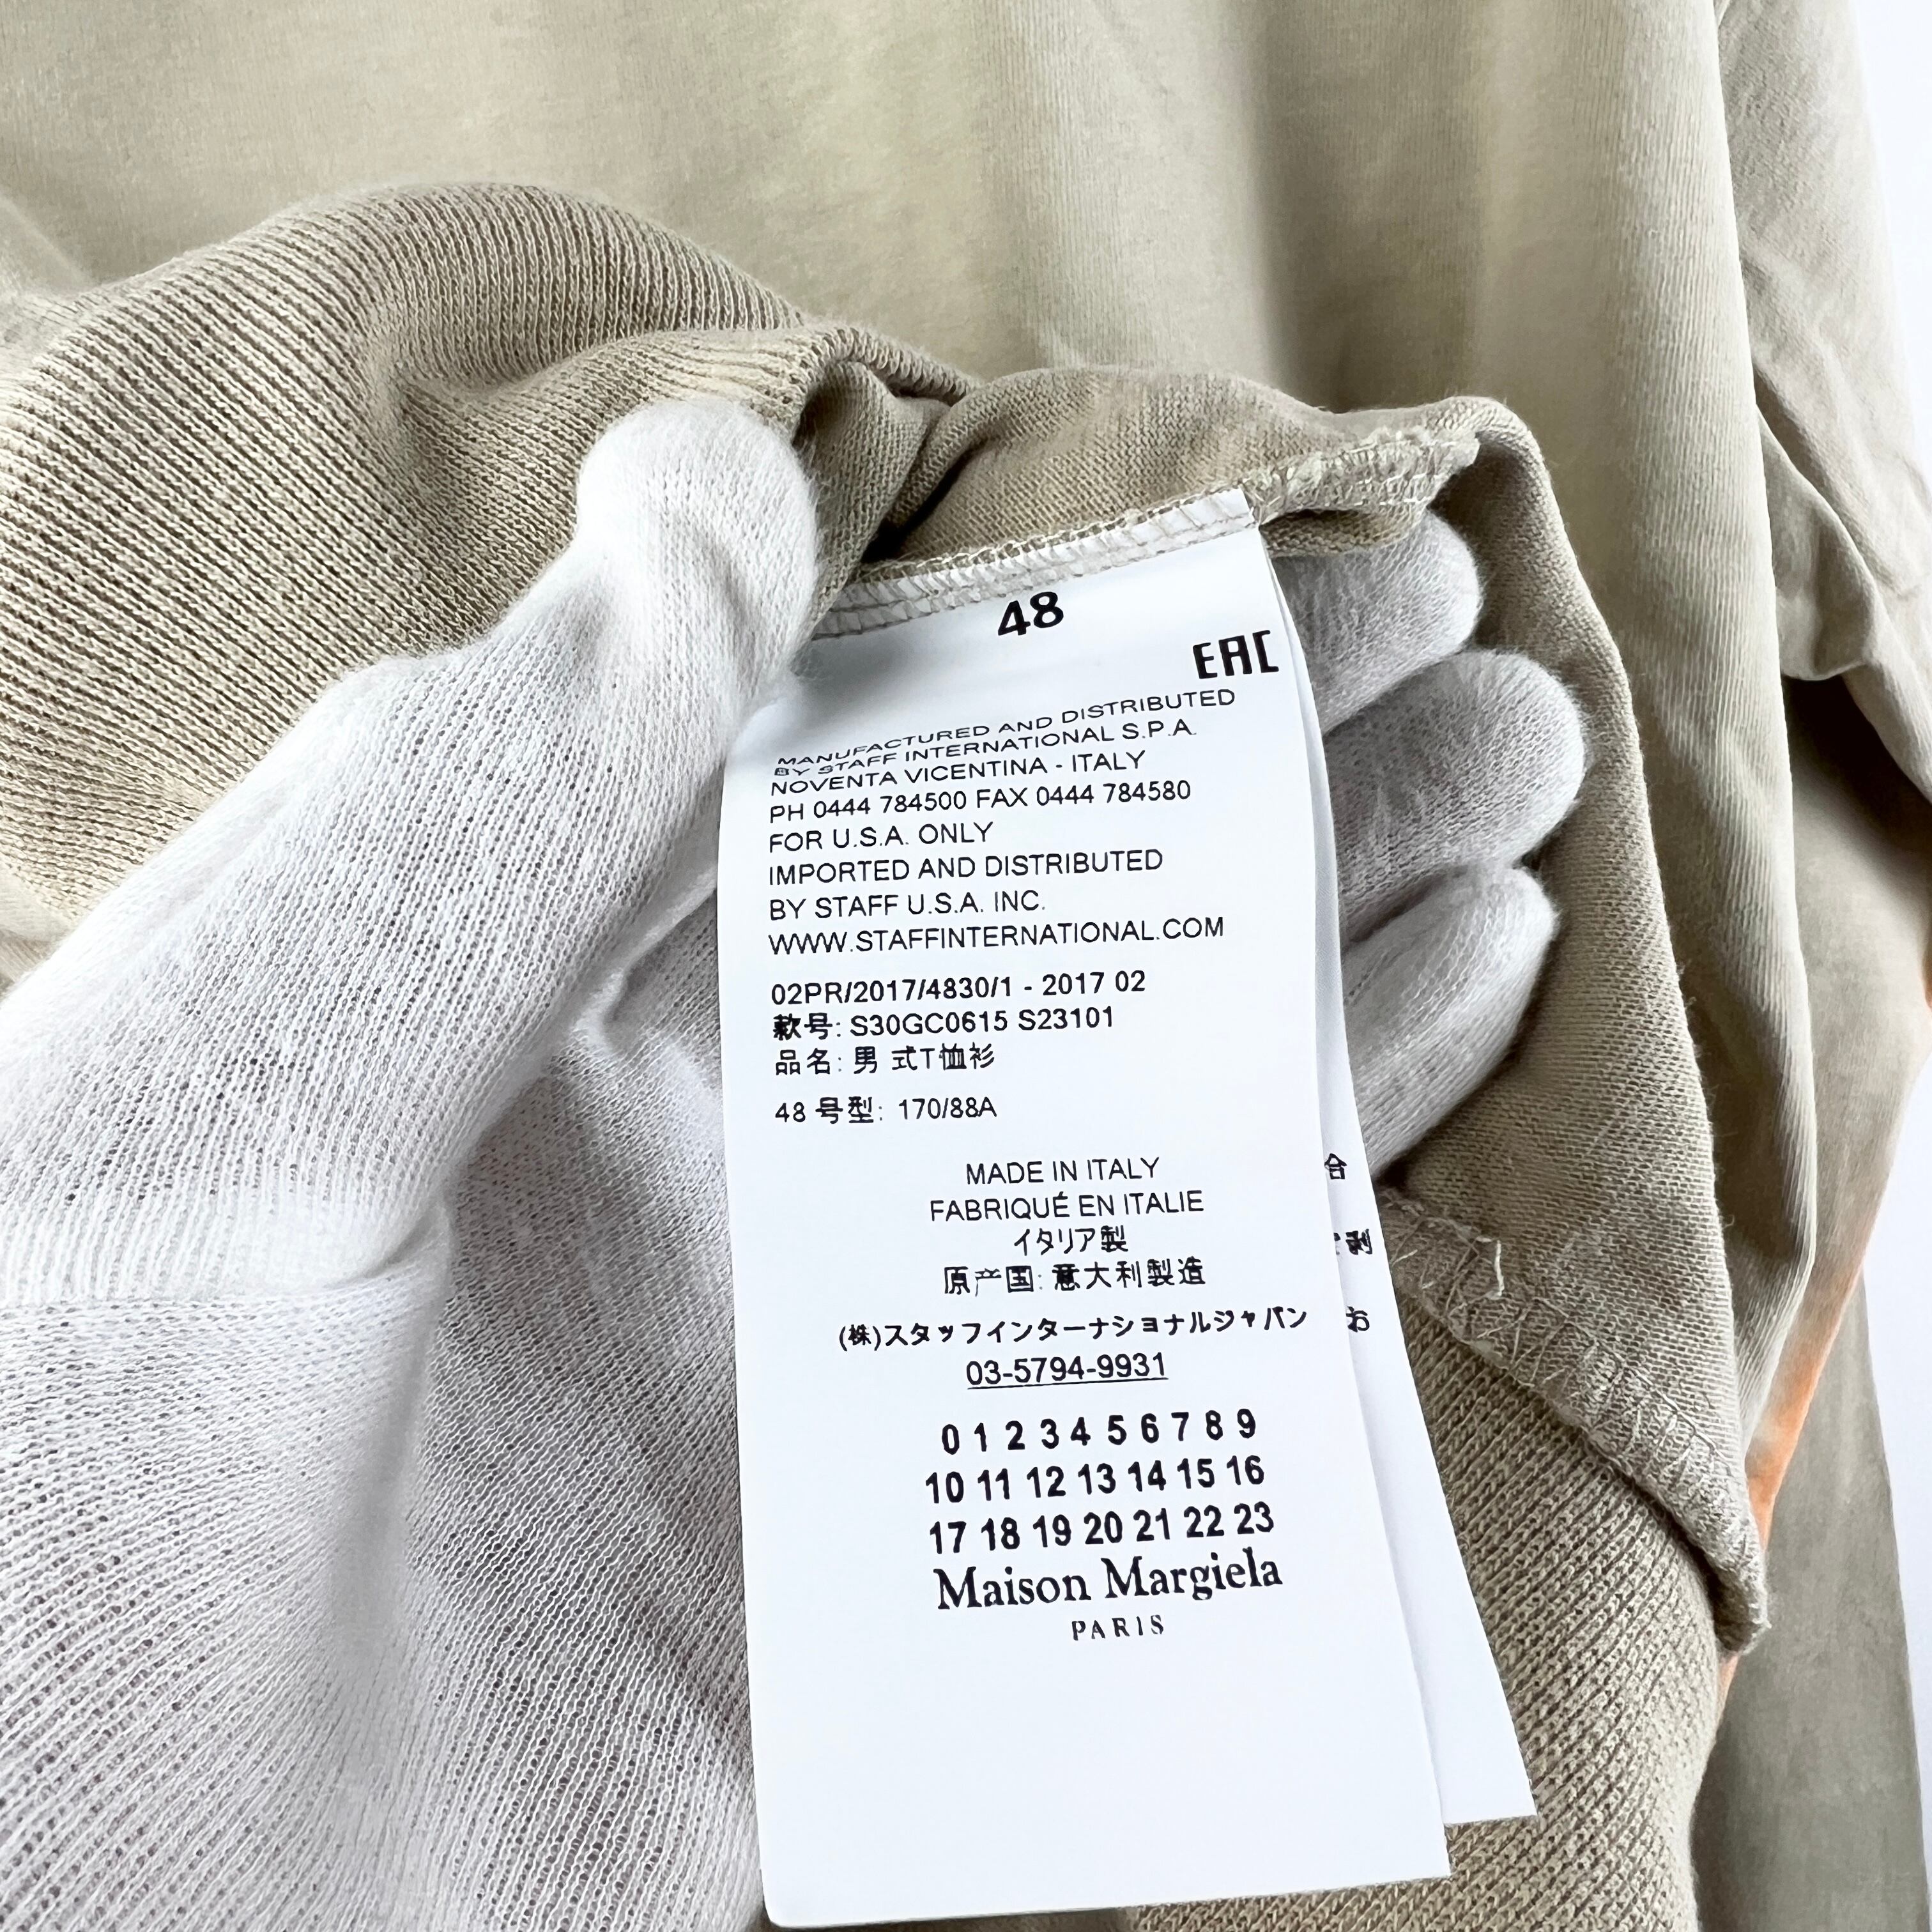 48
EAC
MANUFACTURED AND DISTRIBUTED
BY STAFF INTERNATIONAL S.P.A.
NOVENTA VICENTINA - ITALY
PH 0444 784500 FAX 0444 784580
FOR U.S.A. ONLY
IMPORTED AND DISTRIBUTED
BY STAFF U.S.A. INC.
WWW.STAFFINTERNATIONAL.COM
02PR/2017/4830/1 - 2017 02
款号: S30GC0615 S23101
品名: 男 式T恤衫
48 号型: 170/88A
MADE IN ITALY
FABRIQUÉ EN ITALIE
イタリア製
原产国: 意大利製造
(株)スタッフインターナショナルジャパン
03-5794-9931
0 1 2 3 4 5 6 7 8 9
10 11 12 13 14 15 16
17 18 19 20 21 22 23
Maison Margiela
PARIS
合
剥
お